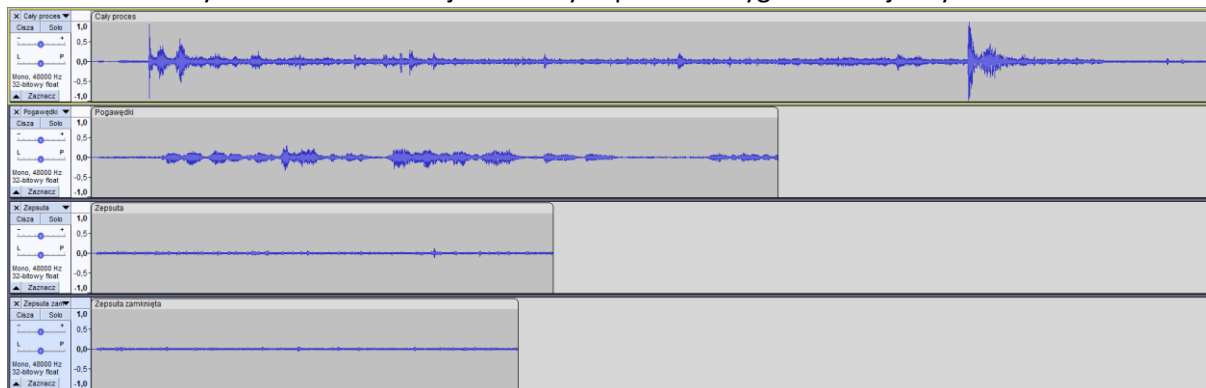 × Cały proces ▼ Cały proces
Cisza Solo 1,0
- + 0,5-
L P 0,0-
Mono, 48000 Hz
32-bitowy float -0,5-
▲ Zaznacz -1,0
× Pogawędki ▼ Pogawędki
Cisza Solo 1,0
- + 0,5-
L P 0,0-
Mono, 48000 Hz
32-bitowy float -0,5-
▲ Zaznacz -1,0
× Zepsuta ▼ Zepsuta
Cisza Solo 1,0
- + 0,5-
L P 0,0-
Mono, 48000 Hz
32-bitowy float -0,5-
▲ Zaznacz -1,0
× Zepsuta zam▼ Zepsuta zamknięta
Cisza Solo 1,0
- + 0,5-
L P 0,0-
Mono, 48000 Hz
32-bitowy float -0,5-
▲ Zaznacz -1,0